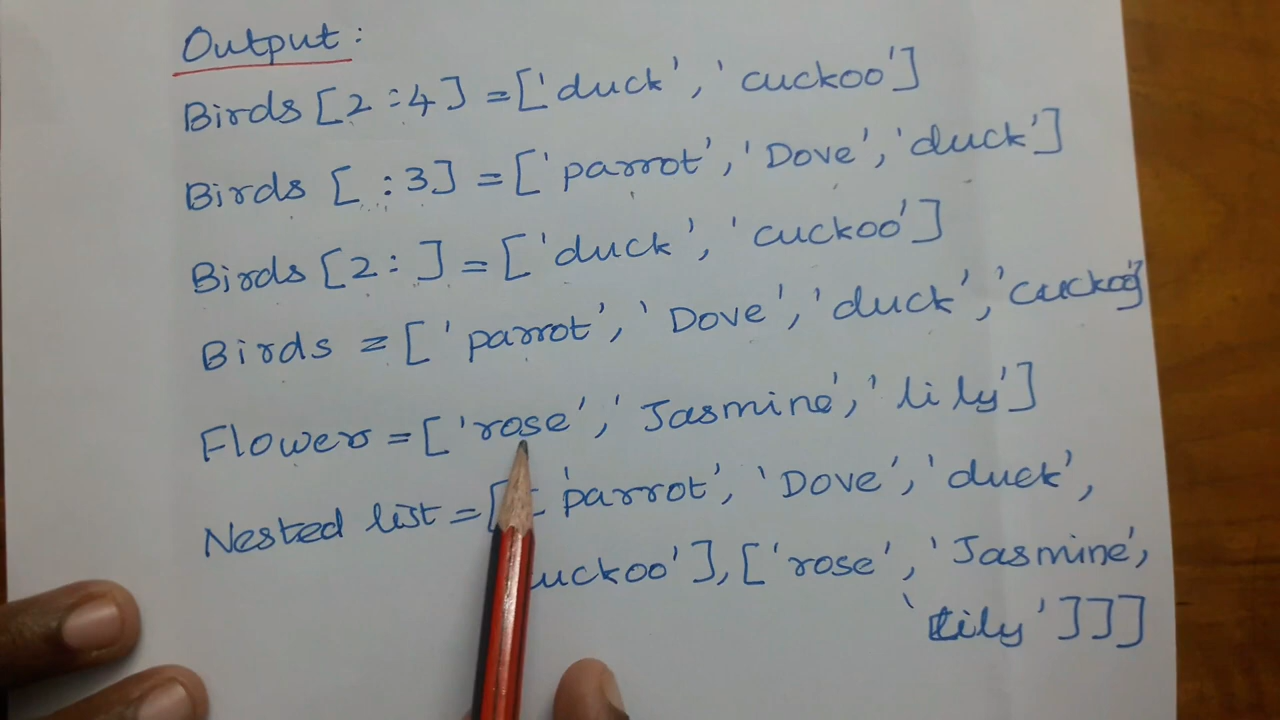 Output:
Birds [2:4] = ['duck', 'cuckoo']
Birds [ :3] = ['parrot', 'Dove', 'duck']
Birds [2: ] = ['duck', 'cuckoo']
Birds = ['parrot', 'Dove', 'duck', 'cuckoo']
Flower = ['rose', 'Jasmine', 'lily']
Nested list = [ 'parrot', 'Dove', 'duck',
uckoo'], ['rose', 'Jasmine',
'Lily']]]